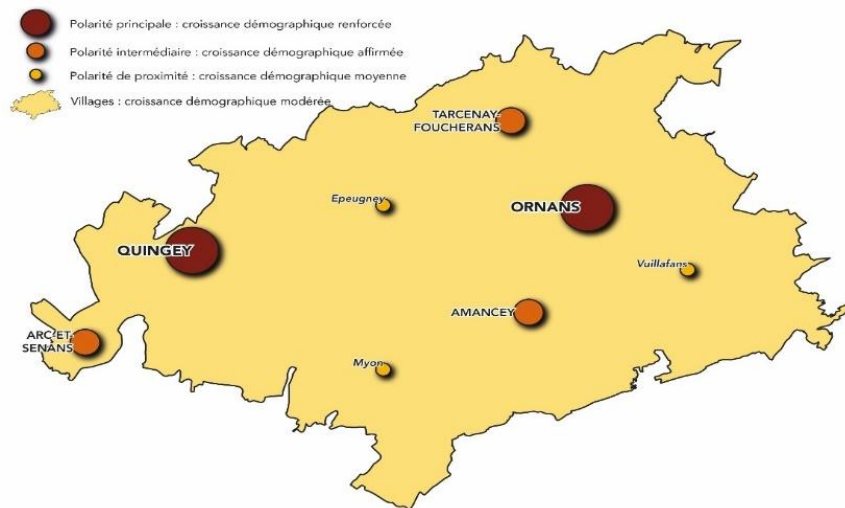 Polarité principale : croissance démographique renforcée
Polarité intermédiaire : croissance démographique affirmée
Polarité de proximité : croissance démographique moyenne
Villages : croissance démographique modérée
TARCENAY-
FOUCHERANS
Epeugney
ORNANS
QUINGEY
Vuillafans
AMANCEY
ARC-ET-
SENANS
Myon